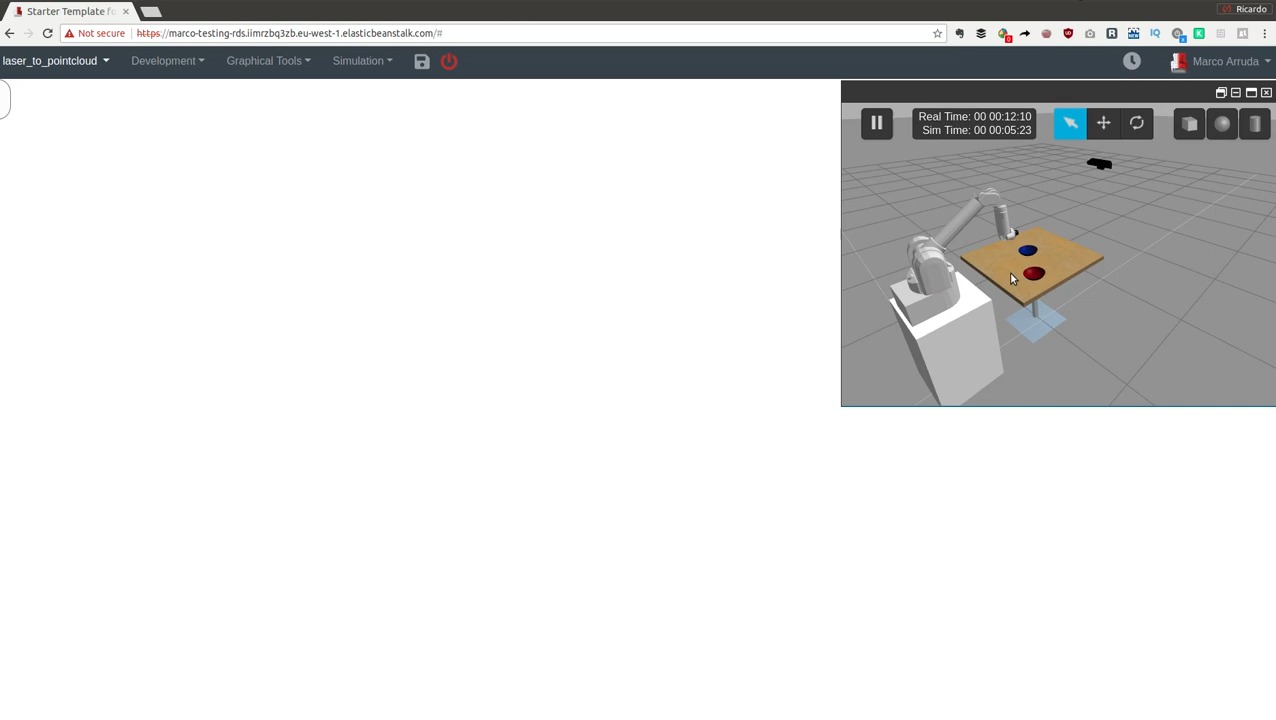 Starter Template fo
Ricardo
Not secure
https://marco-testing-rds.iimrzbq3zb.eu-west-1.elasticbeanstalk.com/#
laser_to_pointcloud
Development
Graphical Tools
Simulation
Marco Arruda
Real Time: 00 00:12:10
Sim Time: 00 00:05:23